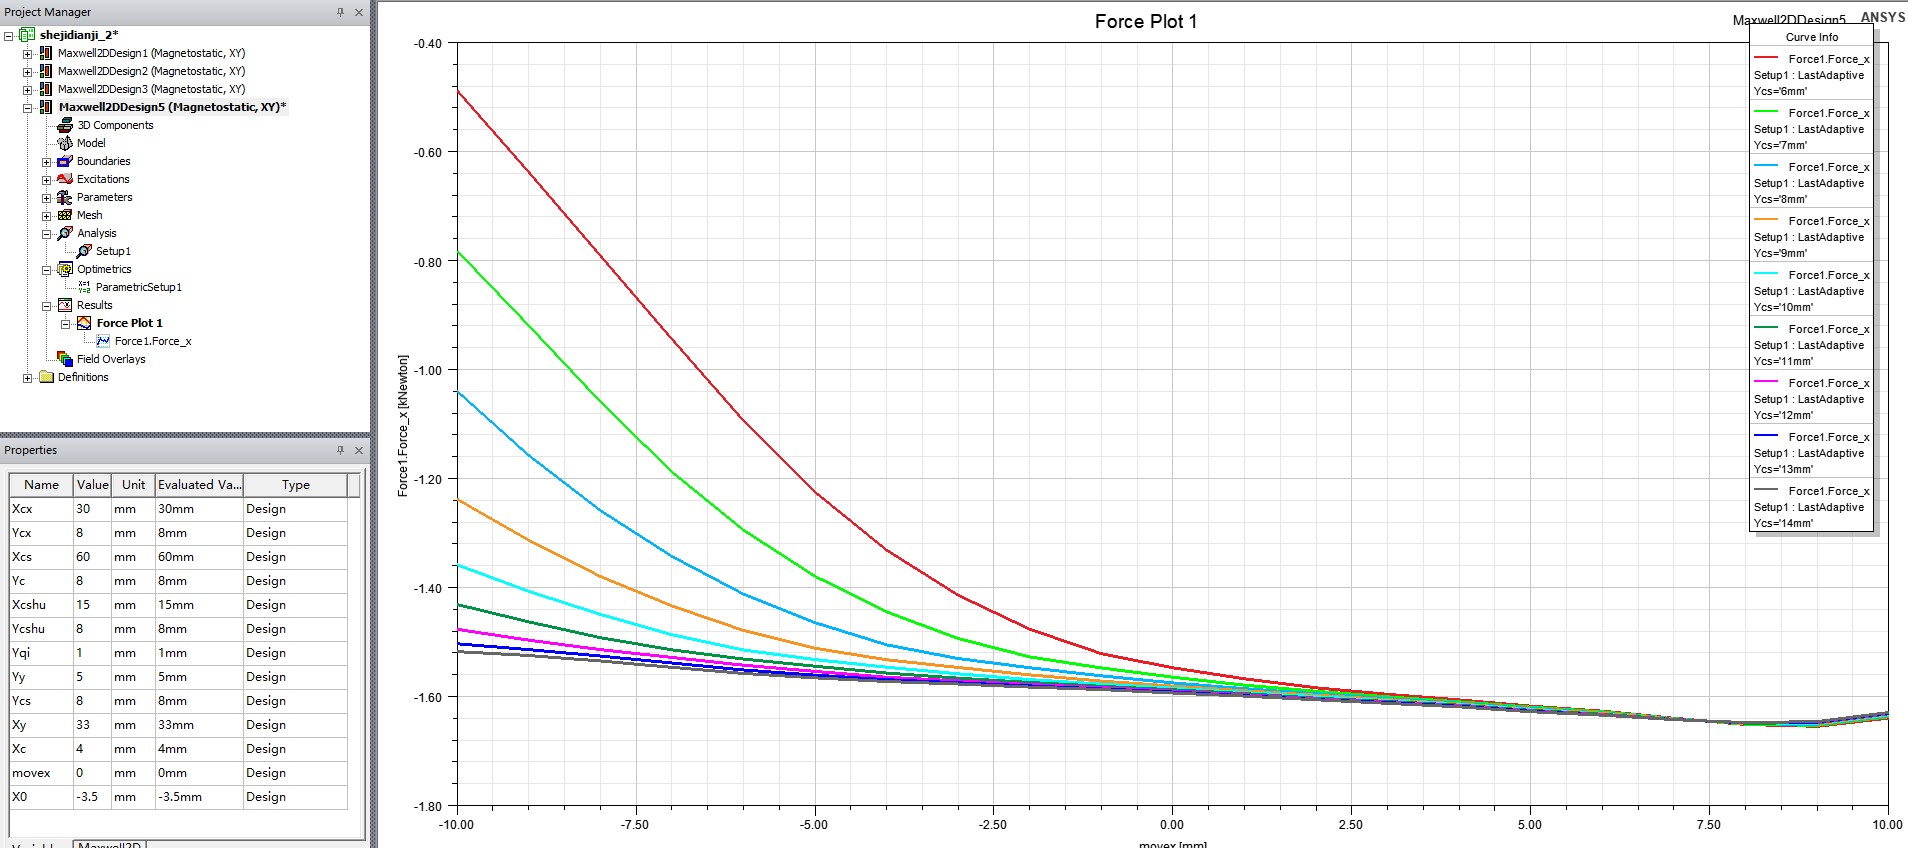 Project Manager
shejidianji_2*
Maxwell2DDesign1 (Magnetostatic, XY)
Maxwell2DDesign2 (Magnetostatic, XY)
Maxwell2DDesign3 (Magnetostatic, XY)
Maxwell2DDesign5 (Magnetostatic, XY)*
3D Components
Model
Boundaries
Excitations
Parameters
Mesh
Analysis
Setup1
Optimetrics
ParametricSetup1
Results
Force Plot 1
Force1.Force_x
Field Overlays
Definitions
Properties
Name Value Unit Evaluated Va... Type
Xcx 30 mm 30mm Design
Ycx 8 mm 8mm Design
Xcs 60 mm 60mm Design
Yc 8 mm 8mm Design
Xcshu 15 mm 15mm Design
Ycshu 8 mm 8mm Design
Yqi 1 mm 1mm Design
Yy 5 mm 5mm Design
Ycs 8 mm 8mm Design
Xy 33 mm 33mm Design
Xc 4 mm 4mm Design
movex 0 mm 0mm Design
X0 -3.5 mm -3.5mm Design
Maxwell2D
Force Plot 1
Maxwell2DDesign5
ANSYS
Curve Info
Force1.Force_x
Setup1 : LastAdaptive
Ycs='6mm'
Force1.Force_x
Setup1 : LastAdaptive
Ycs='7mm'
Force1.Force_x
Setup1 : LastAdaptive
Ycs='8mm'
Force1.Force_x
Setup1 : LastAdaptive
Ycs='9mm'
Force1.Force_x
Setup1 : LastAdaptive
Ycs='10mm'
Force1.Force_x
Setup1 : LastAdaptive
Ycs='11mm'
Force1.Force_x
Setup1 : LastAdaptive
Ycs='12mm'
Force1.Force_x
Setup1 : LastAdaptive
Ycs='13mm'
Force1.Force_x
Setup1 : LastAdaptive
Ycs='14mm'
Force1.Force_x [kNewton]
-0.40
-0.60
-0.80
-1.00
-1.20
-1.40
-1.60
-1.80
-10.00 -7.50 -5.00 -2.50 0.00 2.50 5.00 7.50 10.00
movex [mm]